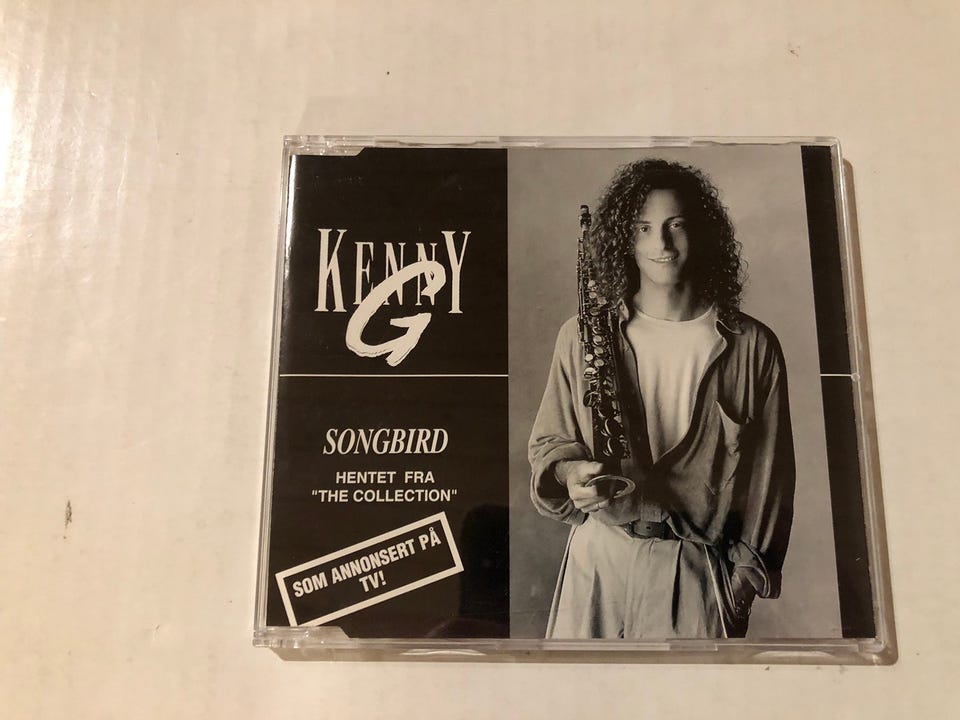 KENNY
G
SONGBIRD
HENTET FRA
"THE COLLECTION"
SOM ANNONSERT PÅ
TV!